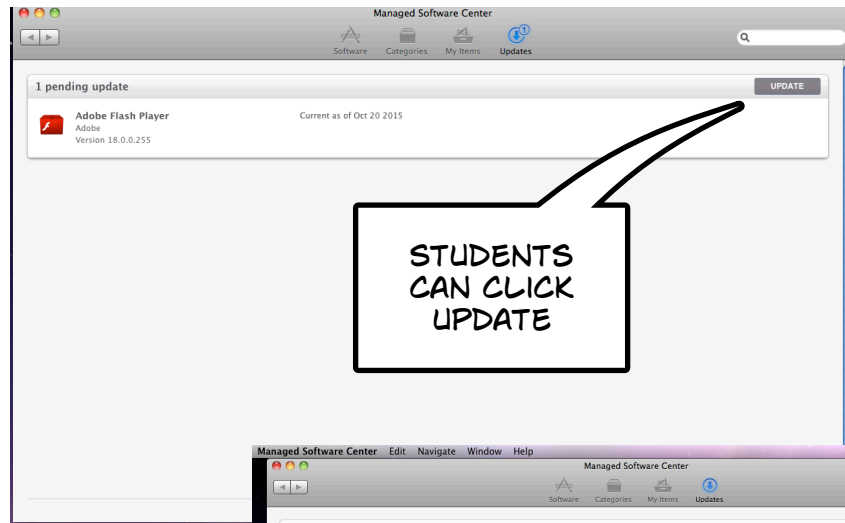 Managed Software Center
1
Software Categories My Items Updates
1 pending update UPDATE
Adobe Flash Player Current as of Oct 20 2015
Adobe
Version 18.0.0.255
STUDENTS
CAN CLICK
UPDATE
Managed Software Center Edit Navigate Window Help
Managed Software Center
Software Categories My Items Updates